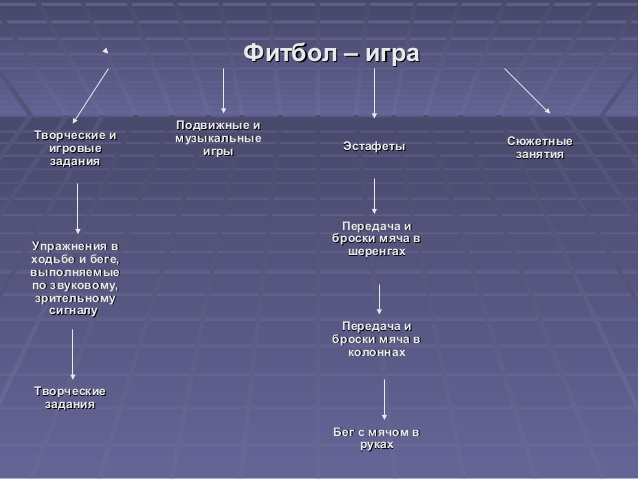 Фитбол – игра
Творческие и
игровые
задания
Подвижные и
музыкальные
игры
Эстафеты
Сюжетные
занятия
Упражнения в
ходьбе и беге,
выполняемые
по звуковому,
зрительному
сигналу
Творческие
задания
Передача и
броски мяча в
шеренгах
Передача и
броски мяча в
колоннах
Бег с мячом в
руках